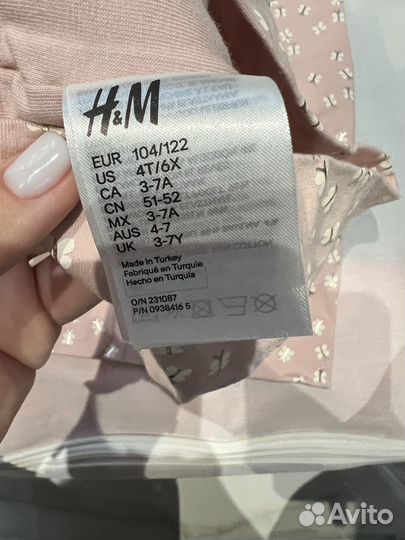 H&M
EUR 104/122
US 4T/6X
CA 3-7A
CN 51-52
MX 3-7A
AUS 4-7
UK 3-7Y
Made in Turkey
Fabriqué en Turquie
Hecho en Turquía
O/N 231087
P/N 0938416 5
Avito